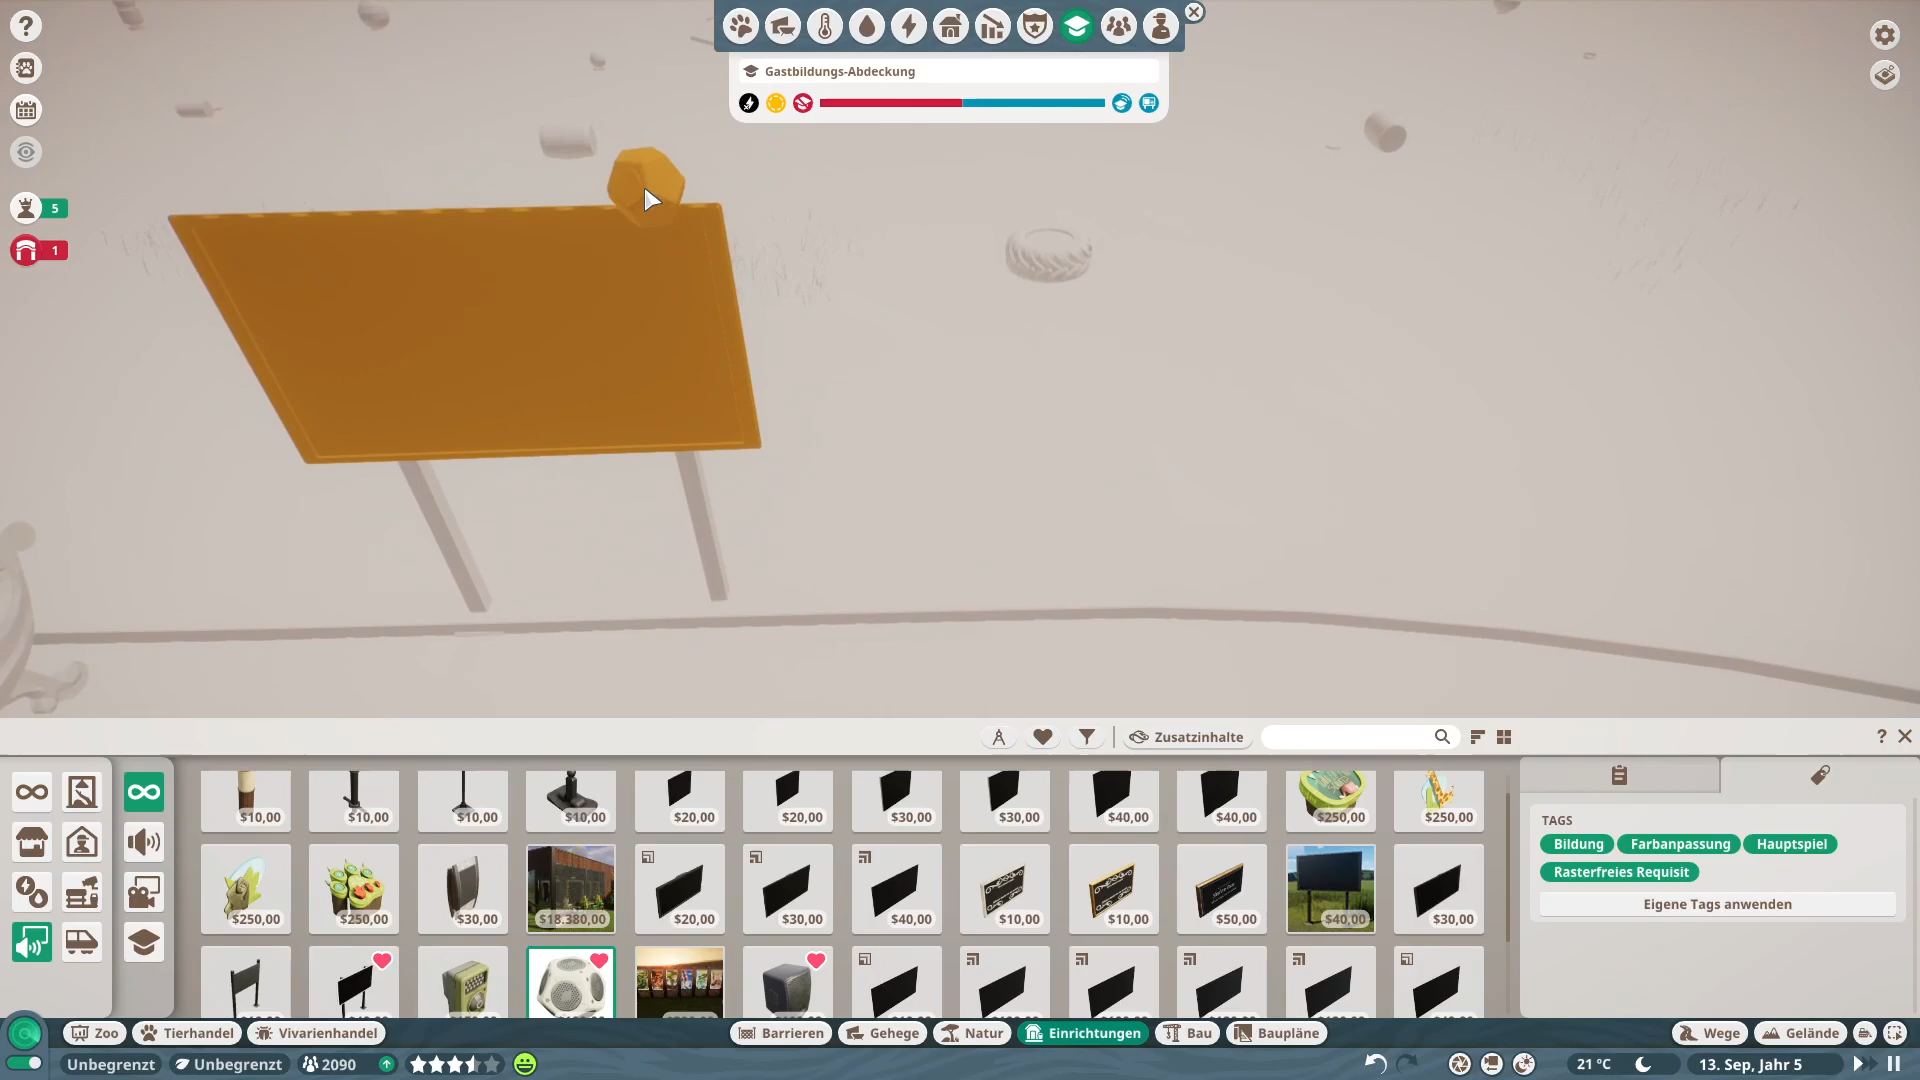 Gastbildungs-Abdeckung
5
1
Zusatzinhalte
$10,00
$10,00
$10,00
$10,00
$20,00
$20,00
$30,00
$30,00
$40,00
$40,00
$250,00
$250,00
$250,00
$250,00
$30,00
$18.380,00
$20,00
$30,00
$40,00
$10,00
$10,00
$50,00
$40,00
$30,00
TAGS
Bildung
Farbanpassung
Hauptspiel
Rasterfreies Requisit
Eigene Tags anwenden
Zoo
Tierhandel
Vivarienhandel
Barrieren
Gehege
Natur
Einrichtungen
Bau
Baupläne
Wege
Gelände
Unbegrenzt
Unbegrenzt
2090
21 °C
13. Sep, Jahr 5